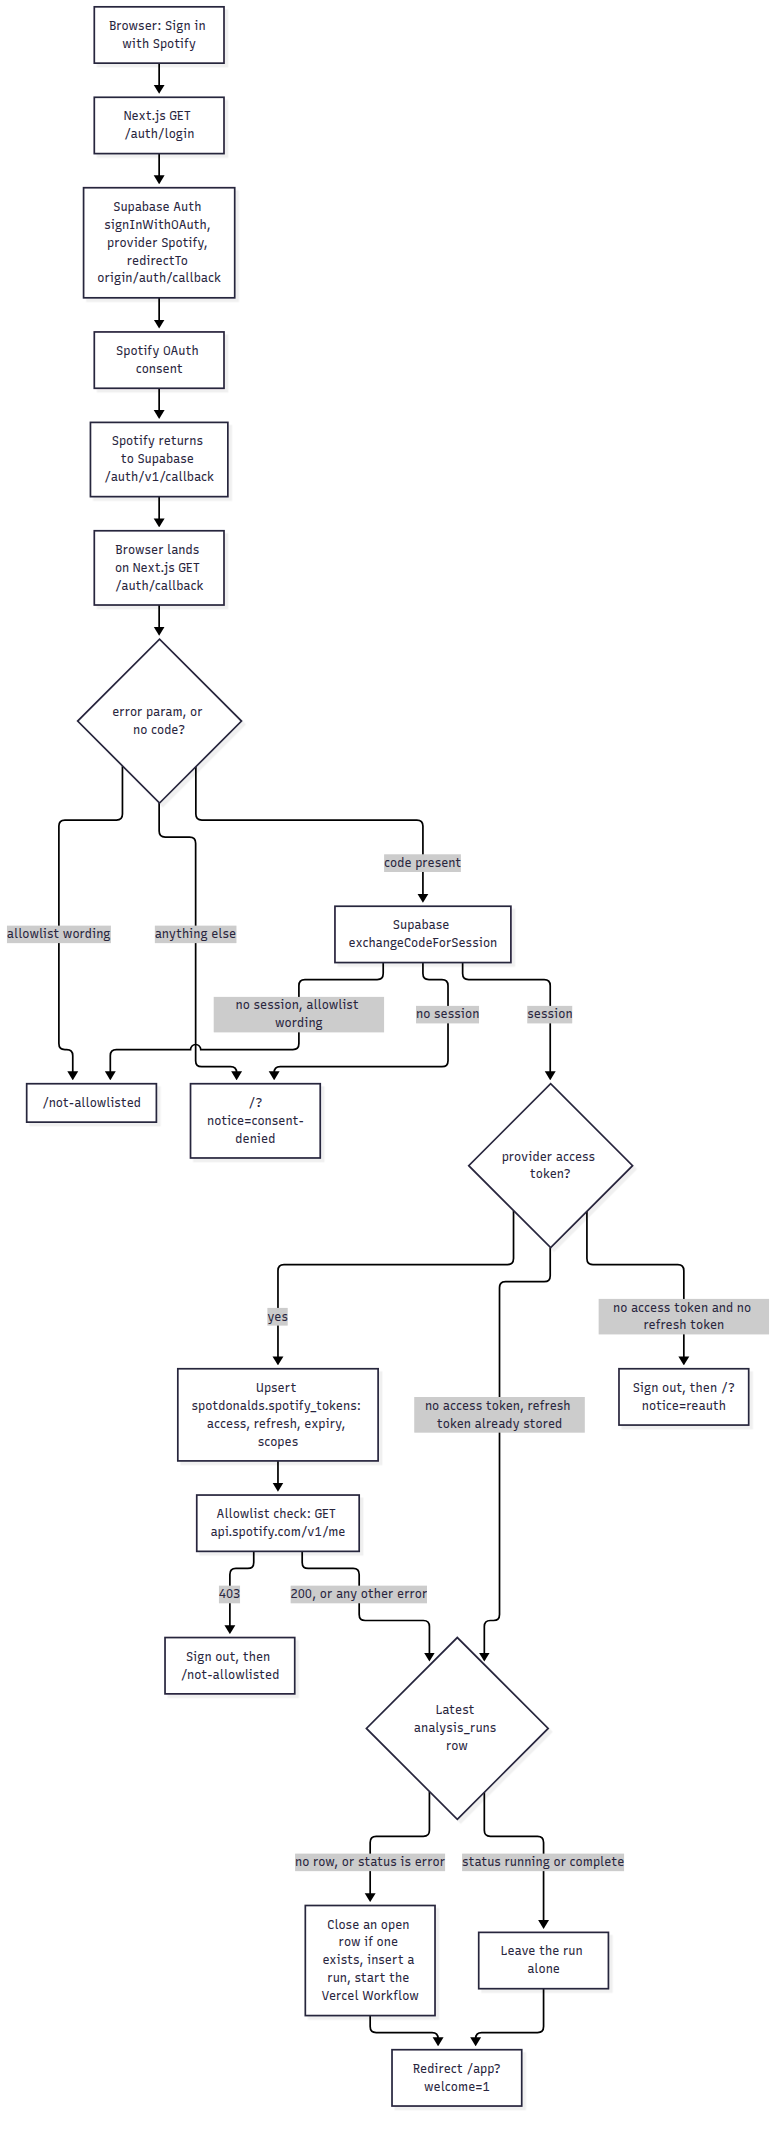 Browser: Sign in
with Spotify
Next.js GET
/auth/login
Supabase Auth
signInWithOAuth,
provider Spotify,
redirectTo
origin/auth/callback
Spotify OAuth
consent
Spotify returns
to Supabase
/auth/v1/callback
Browser lands
on Next.js GET
/auth/callback
error param, or
no code?
code present
allowlist wording
anything else
Supabase
exchangeCodeForSession
no session, allowlist
wording
no session
session
/not-allowlisted
/?
notice=consent-
denied
provider access
token?
yes
no access token and no
refresh token
no access token, refresh
token already stored
Upsert
spotdonalds.spotify_tokens:
access, refresh, expiry,
scopes
Sign out, then /?
notice=reauth
Allowlist check: GET
api.spotify.com/v1/me
403
200, or any other error
Sign out, then
/not-allowlisted
Latest
analysis_runs
row
no row, or status is error
status running or complete
Close an open
row if one
exists, insert a
run, start the
Vercel Workflow
Leave the run
alone
Redirect /app?
welcome=1